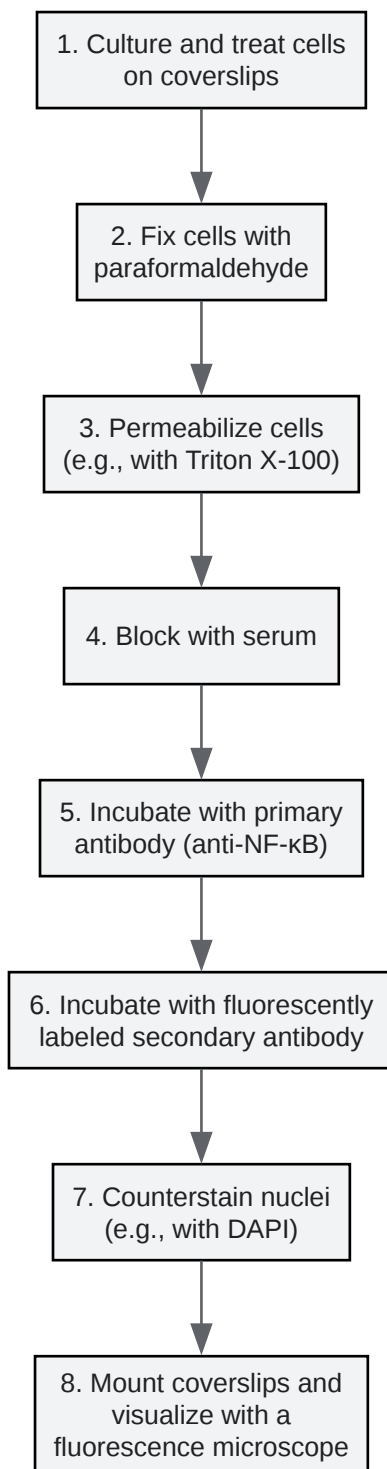 1. Culture and treat cells
on coverslips
2. Fix cells with
paraformaldehyde
3. Permeabilize cells
(e.g., with Triton X-100)
4. Block with serum
5. Incubate with primary
antibody (anti-NF-κB)
6. Incubate with fluorescently
labeled secondary antibody
7. Counterstain nuclei
(e.g., with DAPI)
8. Mount coverslips and
visualize with a
fluorescence microscope